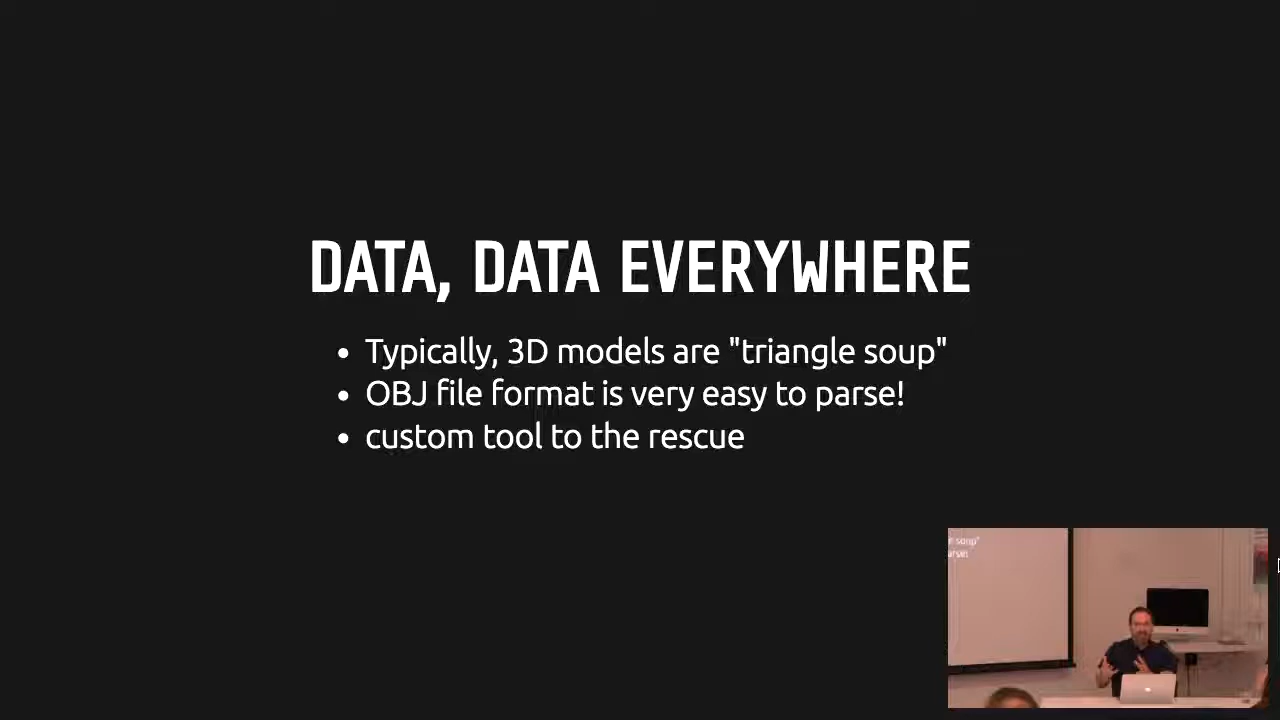 DATA, DATA EVERYWHERE
Typically, 3D models are "triangle soup"
OBJ file format is very easy to parse!
custom tool to the rescue
soup"